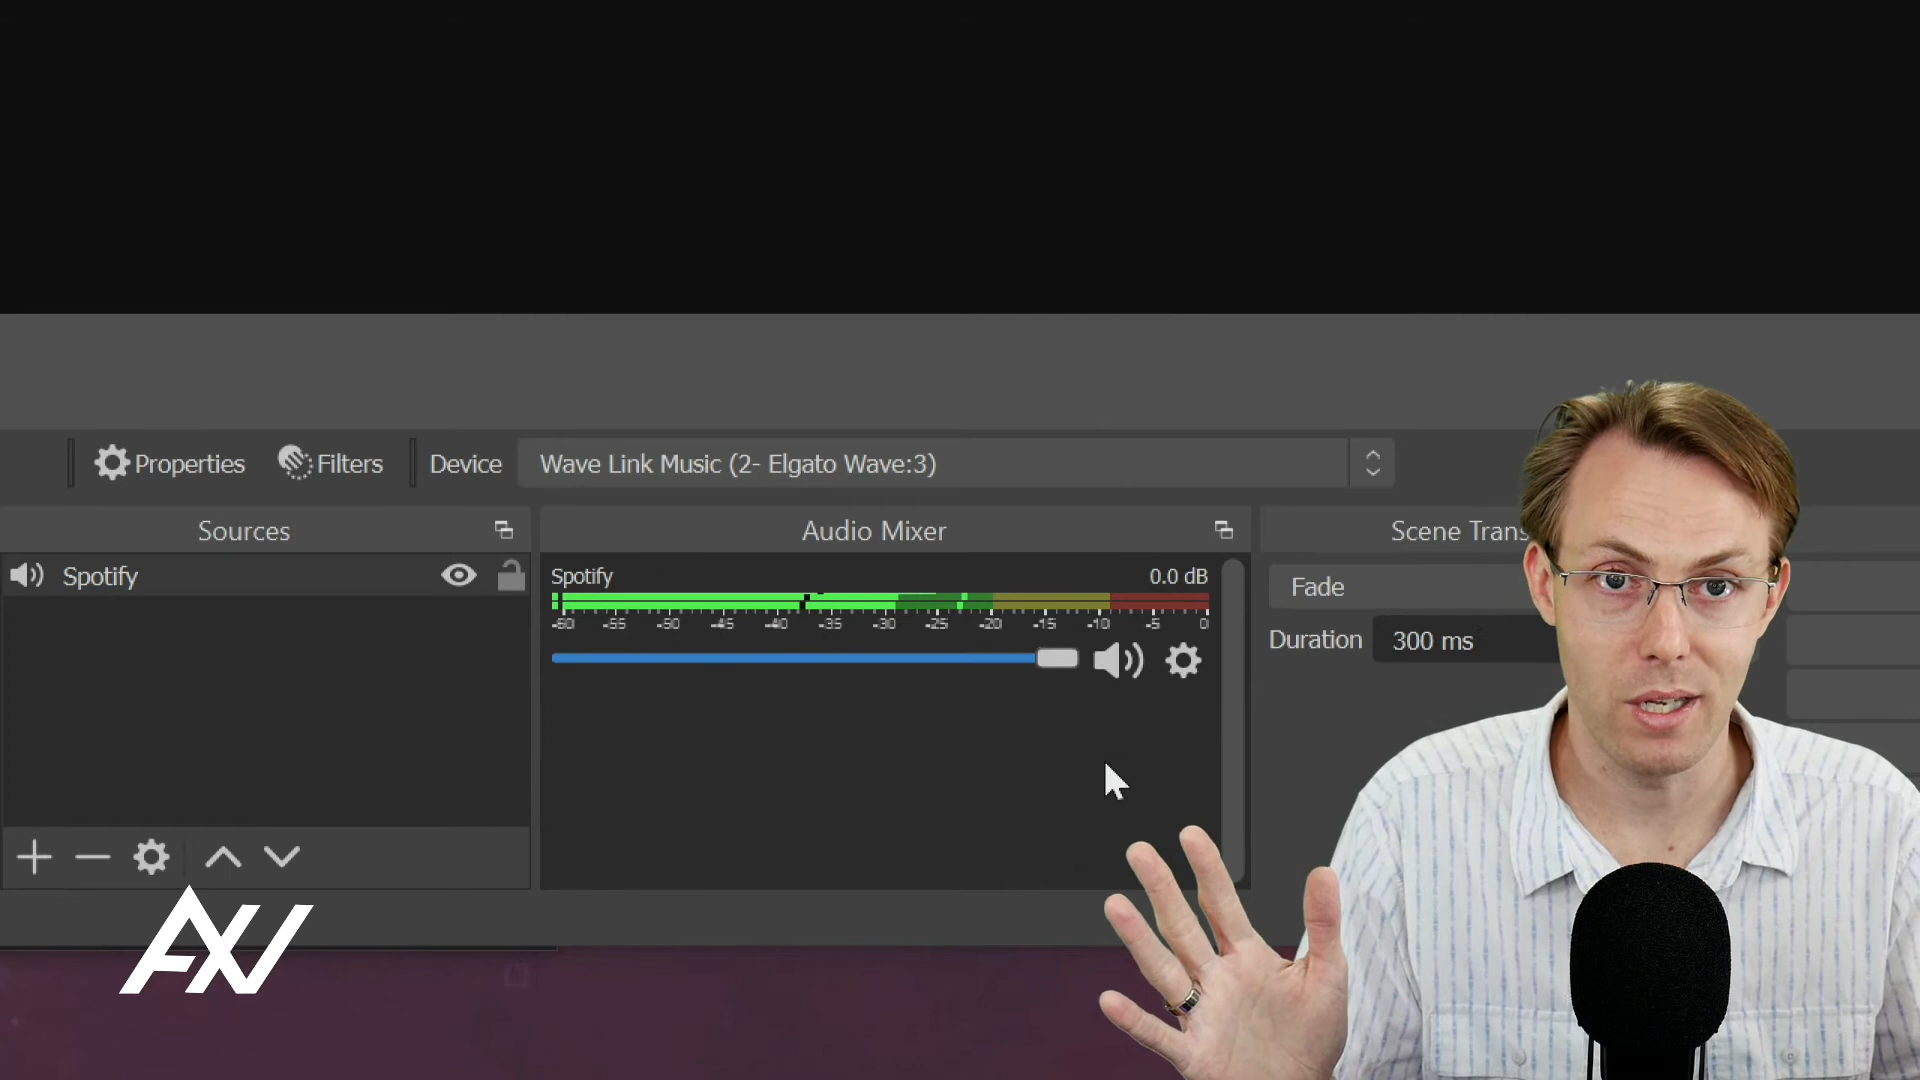 Properties
Filters
Device
Wave Link Music (2- Elgato Wave:3)
Sources
Audio Mixer
Scene Trans
Spotify
Spotify
0.0 dB
-60 -55 -50 -45 -40 -35 -30 -25 -20 -15 -10 -5 0
Fade
Duration
300 ms